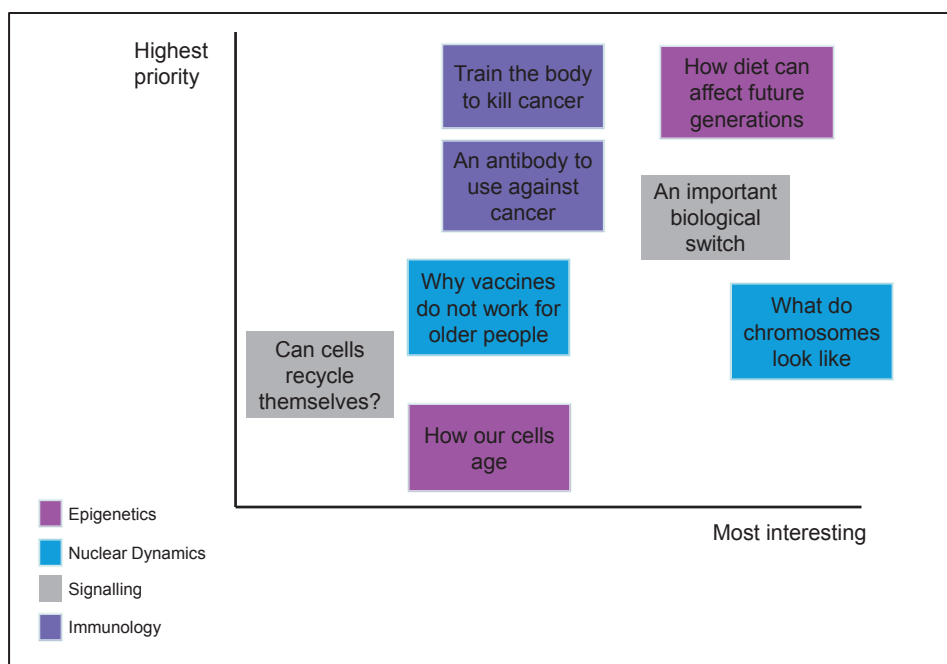 Highest
priority
Train the body
to kill cancer
How diet can
affect future
generations
An antibody to
use against
cancer
An important
biological
switch
Why vaccines
do not work for
older people
What do
chromosomes
look like
Can cells
recycle
themselves?
How our cells
age
Most interesting
Epigenetics
Nuclear Dynamics
Signalling
Immunology